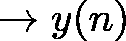 → y(n)